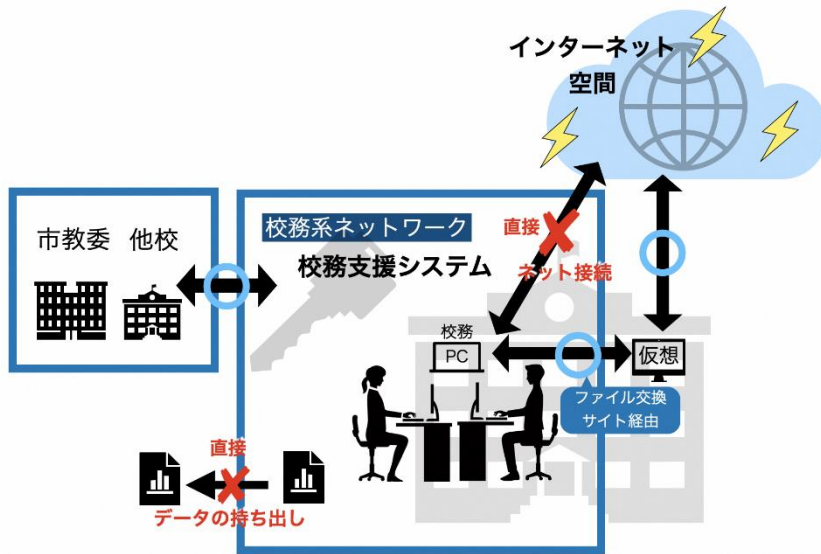 インターネット
空間
市教委 他校
校務系ネットワーク
校務支援システム
直接
ネット接続
校務
PC
仮想
ファイル交換
サイト経由
直接
データの持ち出し